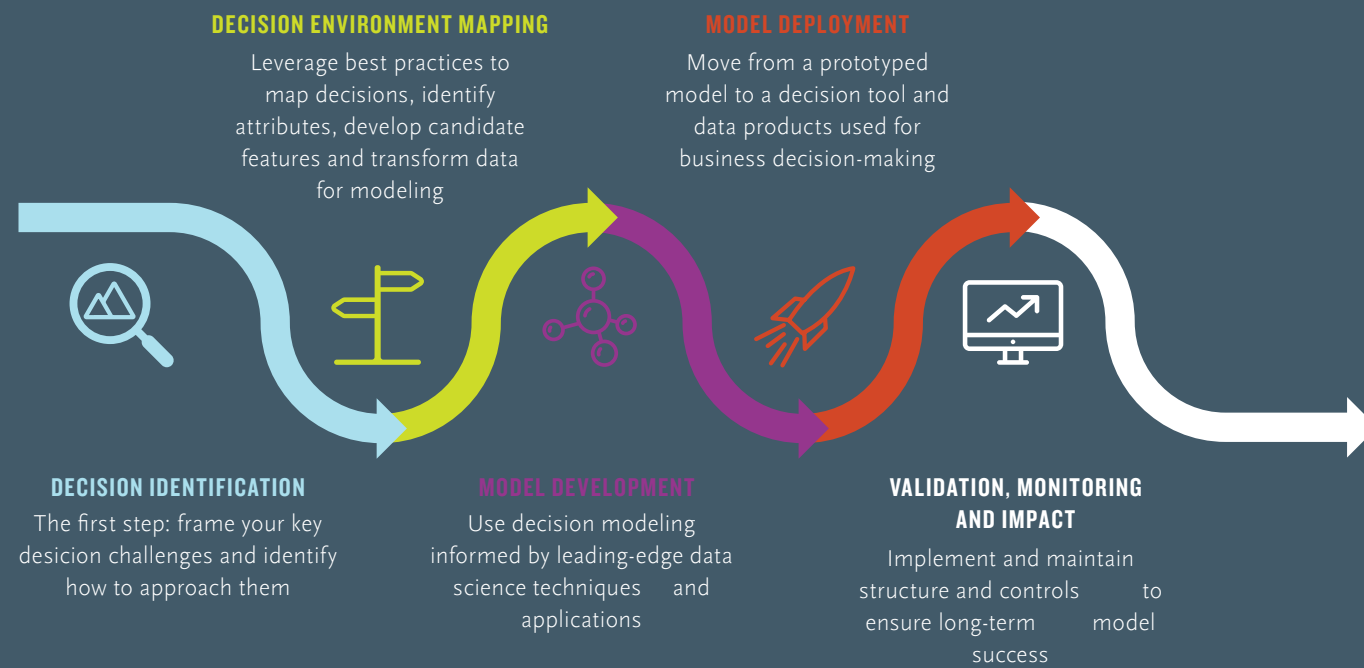 DECISION ENVIRONMENT MAPPING
Leverage best practices to
map decisions, identify
attributes, develop candidate
features and transform data
for modeling
MODEL DEPLOYMENT
Move from a prototyped
model to a decision tool and
data products used for
business decision-making
DECISION IDENTIFICATION
The first step: frame your key
desicion challenges and identify
how to approach them
MODEL DEVELOPMENT
Use decision modeling
informed by leading-edge data
science techniques and
applications
VALIDATION, MONITORING
AND IMPACT
Implement and maintain
structure and controls to
ensure long-term model
success